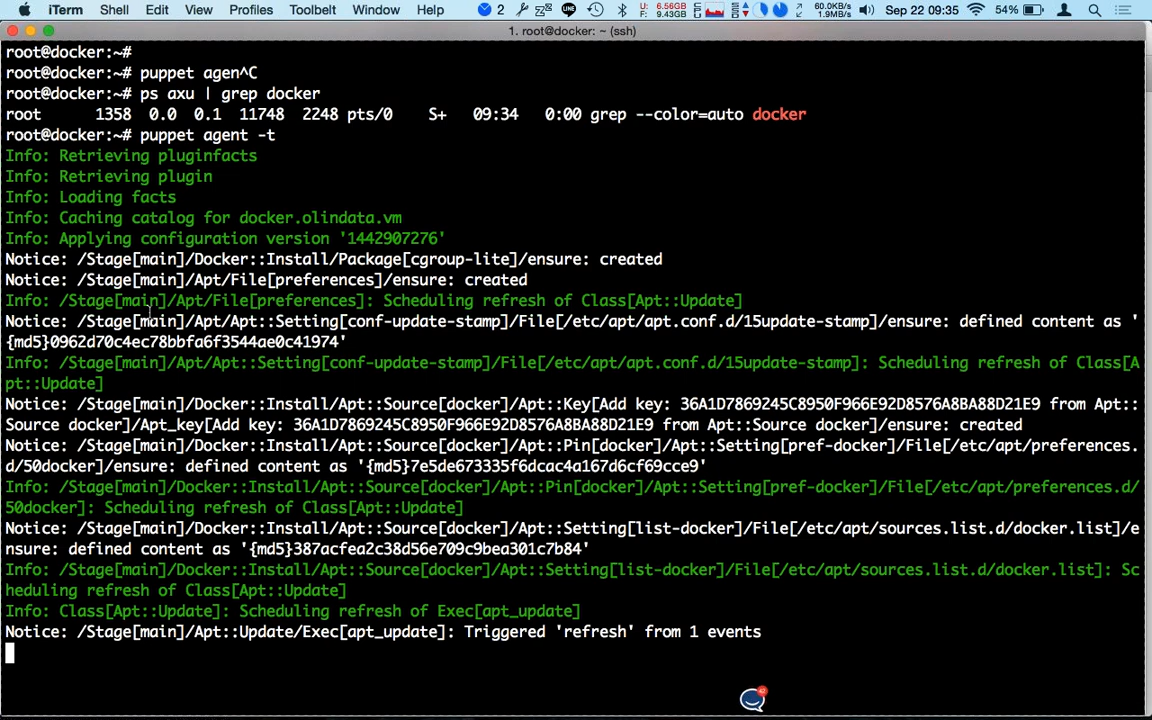 iTerm Shell Edit View Profiles Toolbelt Window Help 2 U: 6.56GB F: 9.43GB 60.0KB/s 1.9MB/s Sep 22 09:35 54%
1. root@docker: ~ (ssh)
root@docker:~#
root@docker:~# puppet agen^C
root@docker:~# ps axu | grep docker
root 1358 0.0 0.1 11748 2248 pts/0 S+ 09:34 0:00 grep --color=auto docker
root@docker:~# puppet agent -t
Info: Retrieving pluginfacts
Info: Retrieving plugin
Info: Loading facts
Info: Caching catalog for docker.olindata.vm
Info: Applying configuration version '1442907276'
Notice: /Stage[main]/Docker::Install/Package[cgroup-lite]/ensure: created
Notice: /Stage[main]/Apt/File[preferences]/ensure: created
Info: /Stage[main]/Apt/File[preferences]: Scheduling refresh of Class[Apt::Update]
Notice: /Stage[main]/Apt/Apt::Setting[conf-update-stamp]/File[/etc/apt/apt.conf.d/15update-stamp]/ensure: defined content as '
{md5}0962d70c4ec78bbfa6f3544ae0c41974'
Info: /Stage[main]/Apt/Apt::Setting[conf-update-stamp]/File[/etc/apt/apt.conf.d/15update-stamp]: Scheduling refresh of Class[A
pt::Update]
Notice: /Stage[main]/Docker::Install/Apt::Source[docker]/Apt::Key[Add key: 36A1D7869245C8950F966E92D8576A8BA88D21E9 from Apt::
Source docker]/Apt_key[Add key: 36A1D7869245C8950F966E92D8576A8BA88D21E9 from Apt::Source docker]/ensure: created
Notice: /Stage[main]/Docker::Install/Apt::Source[docker]/Apt::Pin[docker]/Apt::Setting[pref-docker]/File[/etc/apt/preferences.
d/50docker]/ensure: defined content as '{md5}7e5de673335f6dcac4a167d6cf69cce9'
Info: /Stage[main]/Docker::Install/Apt::Source[docker]/Apt::Pin[docker]/Apt::Setting[pref-docker]/File[/etc/apt/preferences.d/
50docker]: Scheduling refresh of Class[Apt::Update]
Notice: /Stage[main]/Docker::Install/Apt::Source[docker]/Apt::Setting[list-docker]/File[/etc/apt/sources.list.d/docker.list]/e
nsure: defined content as '{md5}387acfea2c38d56e709c9bea301c7b84'
Info: /Stage[main]/Docker::Install/Apt::Source[docker]/Apt::Setting[list-docker]/File[/etc/apt/sources.list.d/docker.list]: Sc
heduling refresh of Class[Apt::Update]
Info: Class[Apt::Update]: Scheduling refresh of Exec[apt_update]
Notice: /Stage[main]/Apt::Update/Exec[apt_update]: Triggered 'refresh' from 1 events